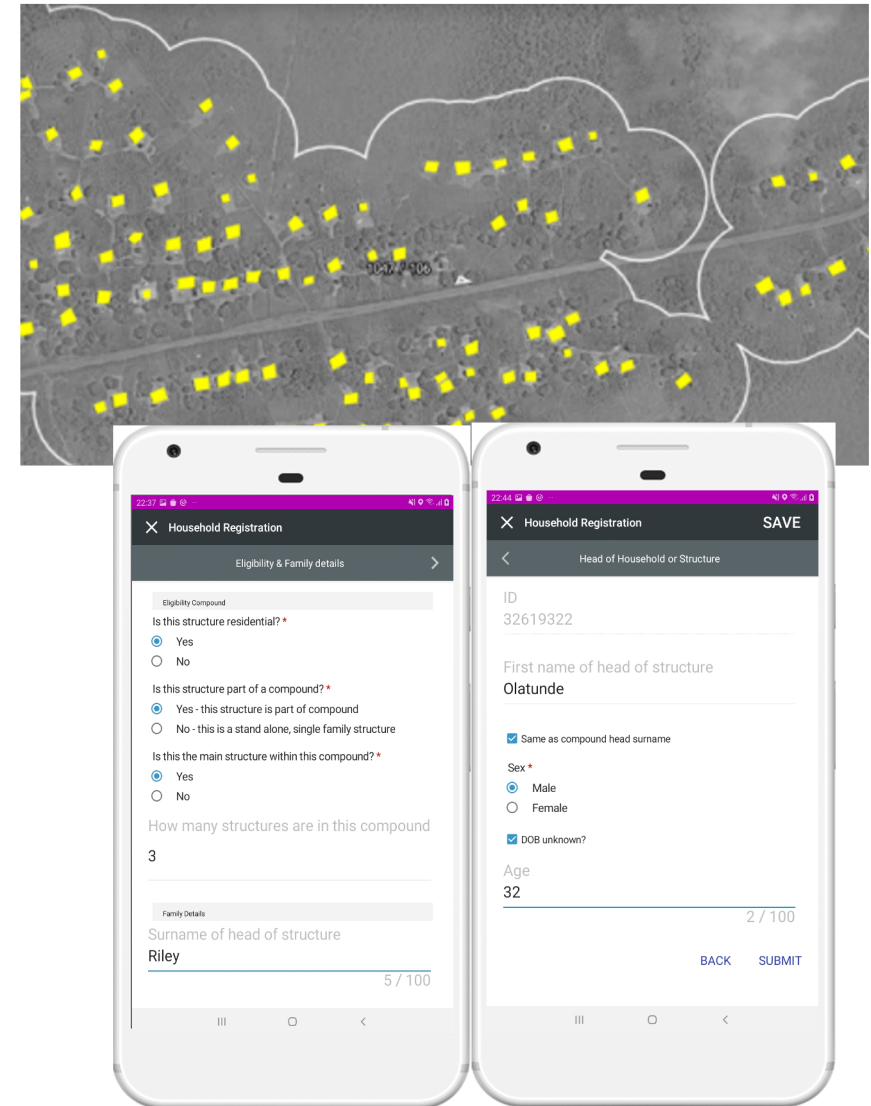 22:37
Household Registration
Eligibility & Family details
Eligibility Compound
Is this structure residential? *
Yes
No
Is this structure part of a compound? *
Yes - this structure is part of compound
No - this is a stand alone, single family structure
Is this the main structure within this compound? *
Yes
No
How many structures are in this compound
3
Family Details
Surname of head of structure
Riley
5 / 100
22:44
Household Registration
SAVE
Head of Household or Structure
ID
32619322
First name of head of structure
Olatunde
Same as compound head surname
Sex *
Male
Female
DOB unknown?
Age
32
2 / 100
BACK SUBMIT